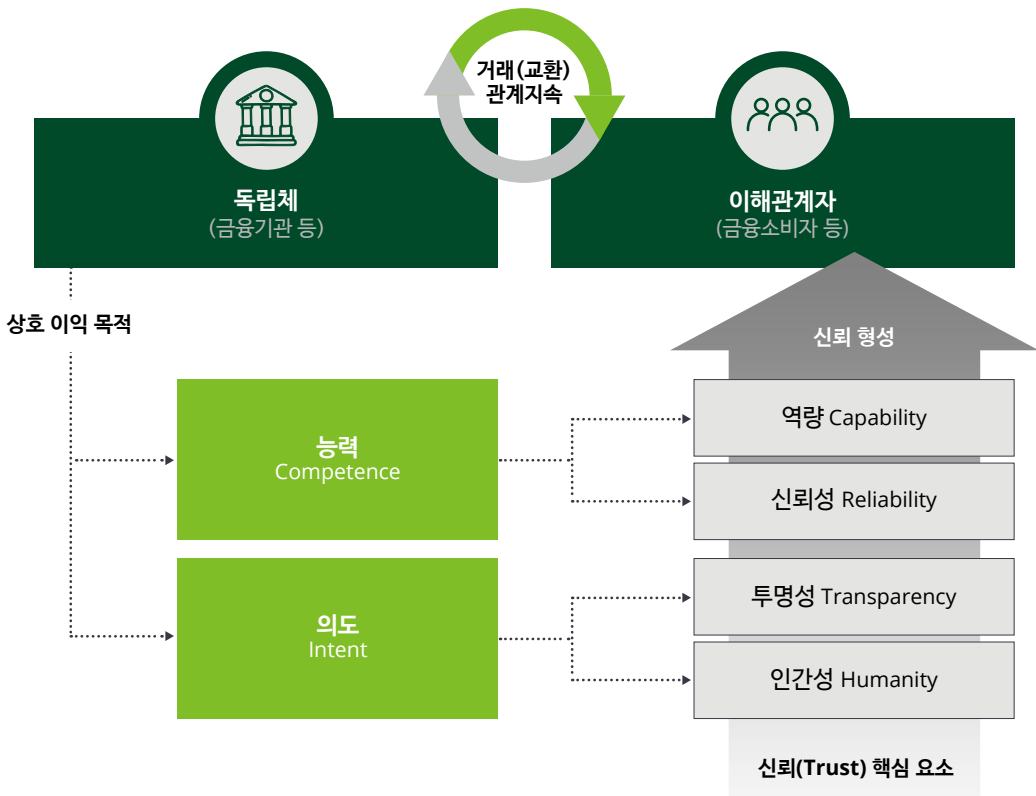 거래(교환)
관계지속
독립체
(금융기관 등)
이해관계자
(금융소비자 등)
상호 이익 목적
신뢰 형성
능력
Competence
역량 Capability
신뢰성 Reliability
의도
Intent
투명성 Transparency
인간성 Humanity
신뢰(Trust) 핵심 요소